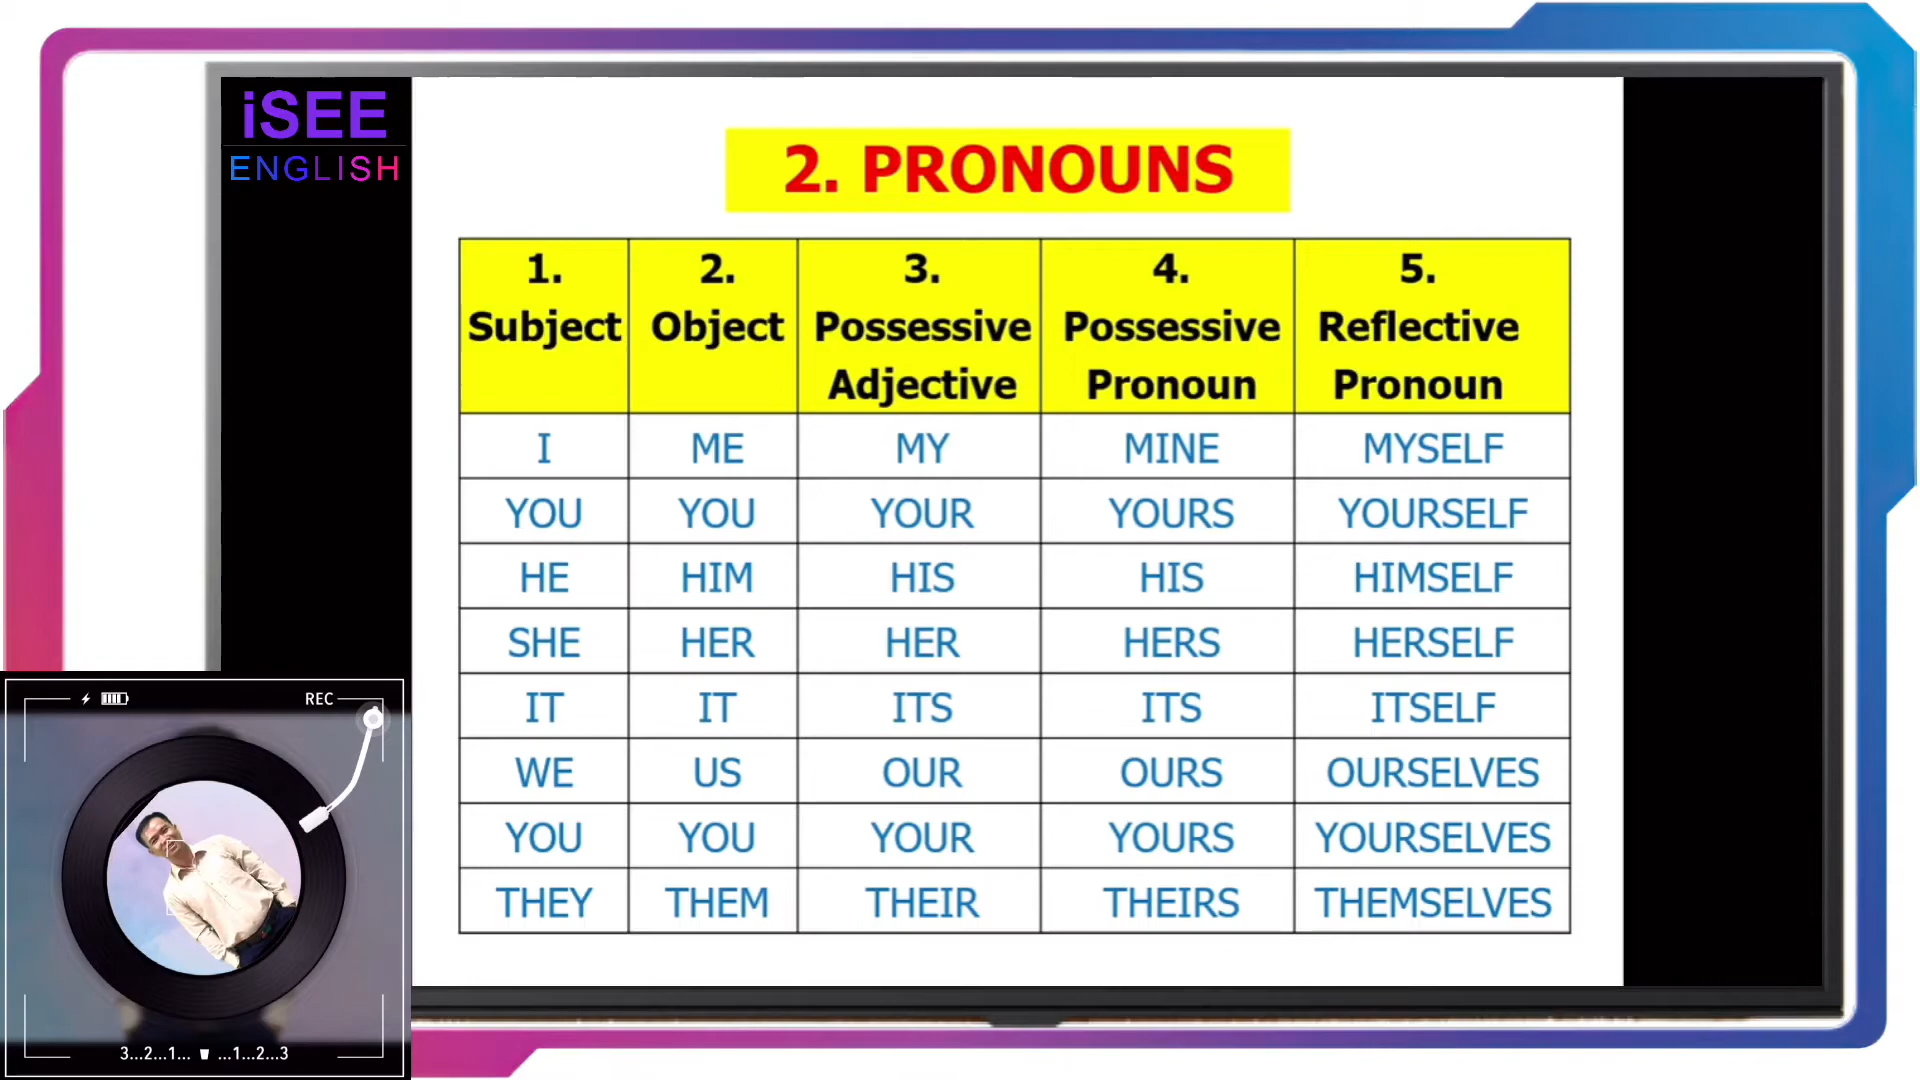 iSEE
ENGLISH
2. PRONOUNS
1. Subject 2. Object 3. Possessive Adjective 4. Possessive Pronoun 5. Reflective Pronoun
I ME MY MINE MYSELF
YOU YOU YOUR YOURS YOURSELF
HE HIM HIS HIS HIMSELF
SHE HER HER HERS HERSELF
IT IT ITS ITS ITSELF
WE US OUR OURS OURSELVES
YOU YOU YOUR YOURS YOURSELVES
THEY THEM THEIR THEIRS THEMSELVES
REC
3...2...1... ...1...2...3